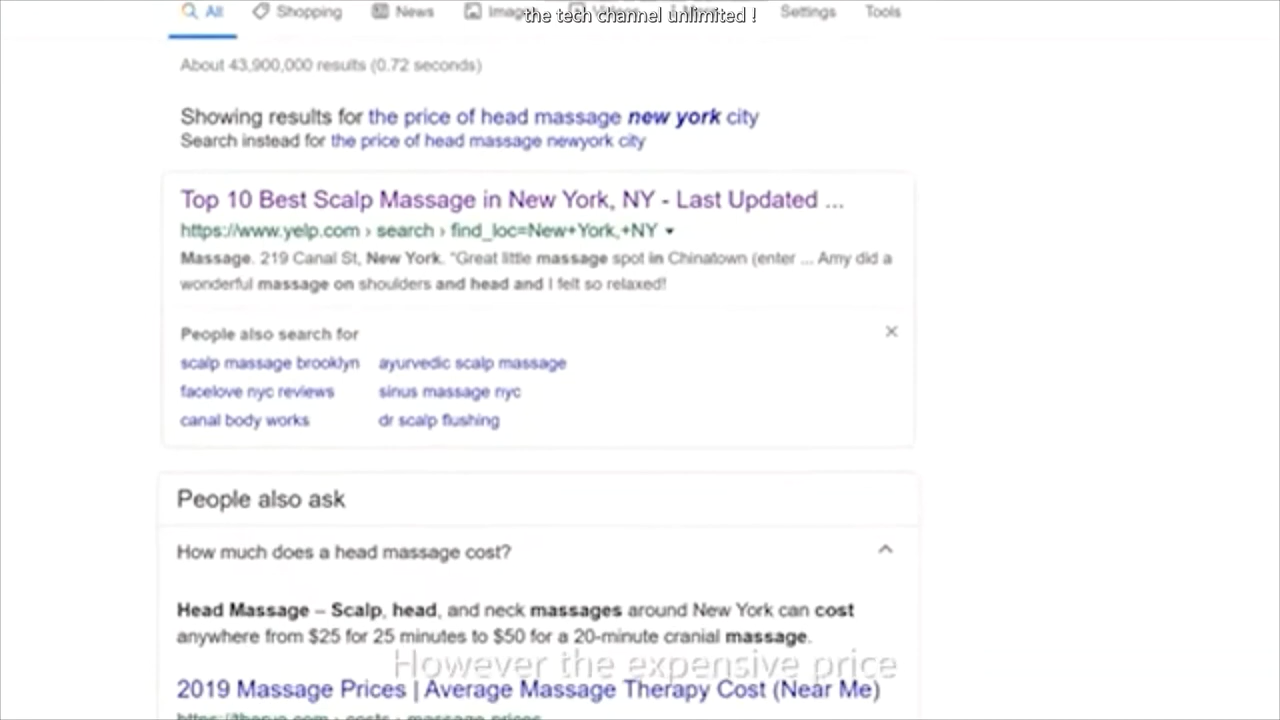 All Shopping News Settings Tools
the tech channel unlimited !
About 43,900,000 results (0.72 seconds)
Showing results for the price of head massage new york city
Search instead for the price of head massage newyork city
Top 10 Best Scalp Massage in New York, NY - Last Updated ...
https://www.yelp.com › search › find_loc=New+York,+NY
Massage. 219 Canal St, New York. "Great little massage spot in Chinatown (enter ... Amy did a
wonderful massage on shoulders and head and I felt so relaxed!
People also search for
scalp massage brooklyn ayurvedic scalp massage
facelove nyc reviews sinus massage nyc
canal body works dr scalp flushing
People also ask
How much does a head massage cost?
Head Massage – Scalp, head, and neck massages around New York can cost
anywhere from $25 for 25 minutes to $50 for a 20-minute cranial massage.
However the expensive price
2019 Massage Prices | Average Massage Therapy Cost (Near Me)